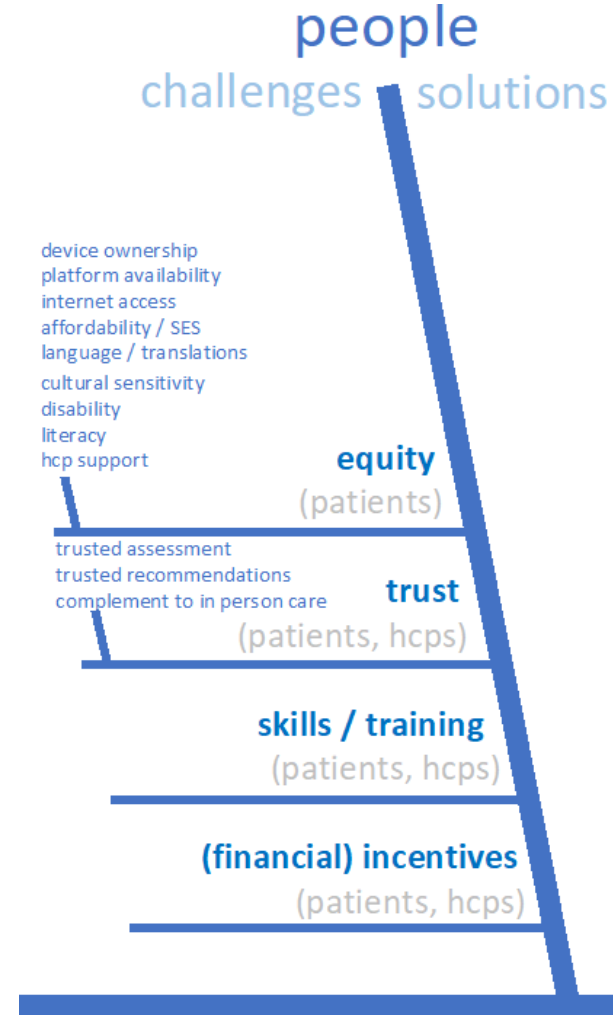 people
challenges solutions
device ownership
platform availability
internet access
affordability / SES
language / translations
cultural sensitivity
disability
literacy
hcp support
equity
(patients)
trusted assessment
trusted recommendations
complement to in person care
trust
(patients, hcps)
skills / training
(patients, hcps)
(financial) incentives
(patients, hcps)